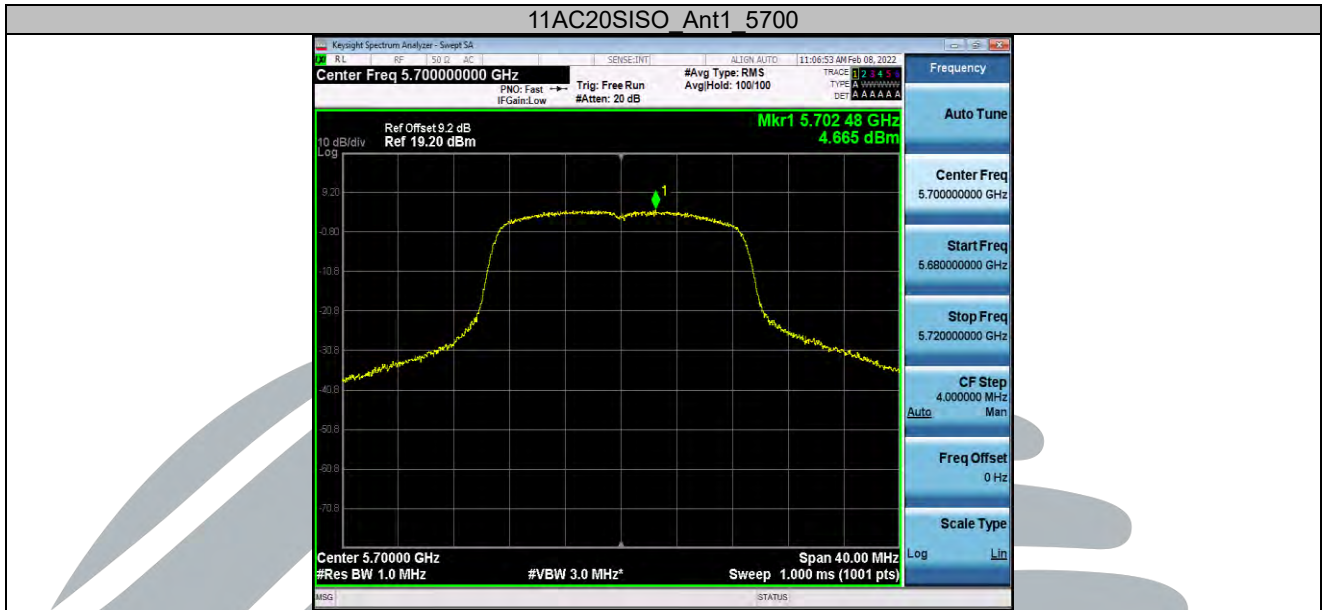 11AC20SISO_Ant1_5700
Keysight Spectrum Analyzer - Swept SA
RL RF 50 Ω AC SENSE:INT ALIGN AUTO 11:06:53 AM Feb 08, 2022
Center Freq 5.700000000 GHz
PNO: Fast
IFGain:Low
Trig: Free Run
#Atten: 20 dB
#Avg Type: RMS
Avg|Hold: 100/100
TRACE 1 2 3 4 5 6
TYPE A WWWWW
DET A A A A A A
Frequency
Mkr1 5.702 48 GHz
4.665 dBm
Ref Offset 9.2 dB
10 dB/div Ref 19.20 dBm
Log
9.20
-0.80
-10.8
-20.8
-30.8
-40.8
-50.8
-60.8
-70.8
1
Center 5.70000 GHz Span 40.00 MHz
#Res BW 1.0 MHz #VBW 3.0 MHz* Sweep 1.000 ms (1001 pts)
MSG STATUS
Auto Tune
Center Freq
5.700000000 GHz
Start Freq
5.680000000 GHz
Stop Freq
5.720000000 GHz
CF Step
4.000000 MHz
Auto Man
Freq Offset
0 Hz
Scale Type
Log Lin